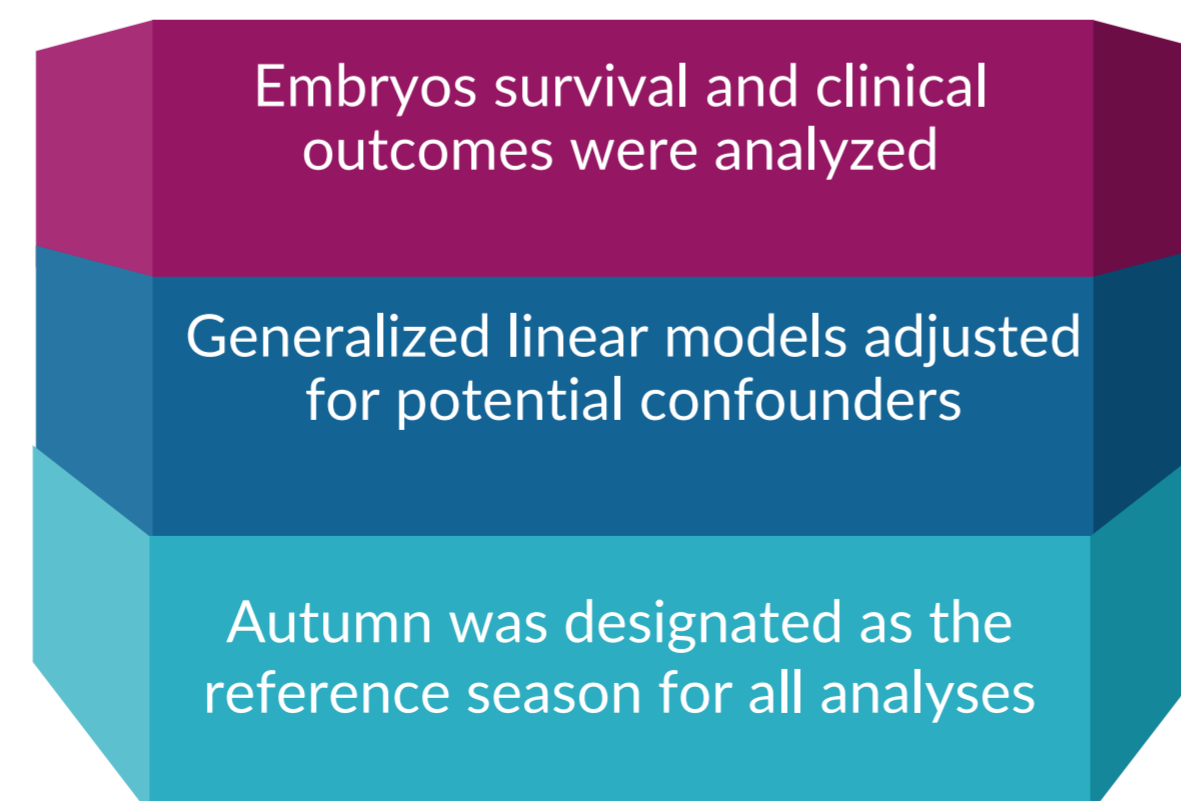 Embryos survival and clinical
outcomes were analyzed
Generalized linear models adjusted
for potential confounders
Autumn was designated as the
reference season for all analyses